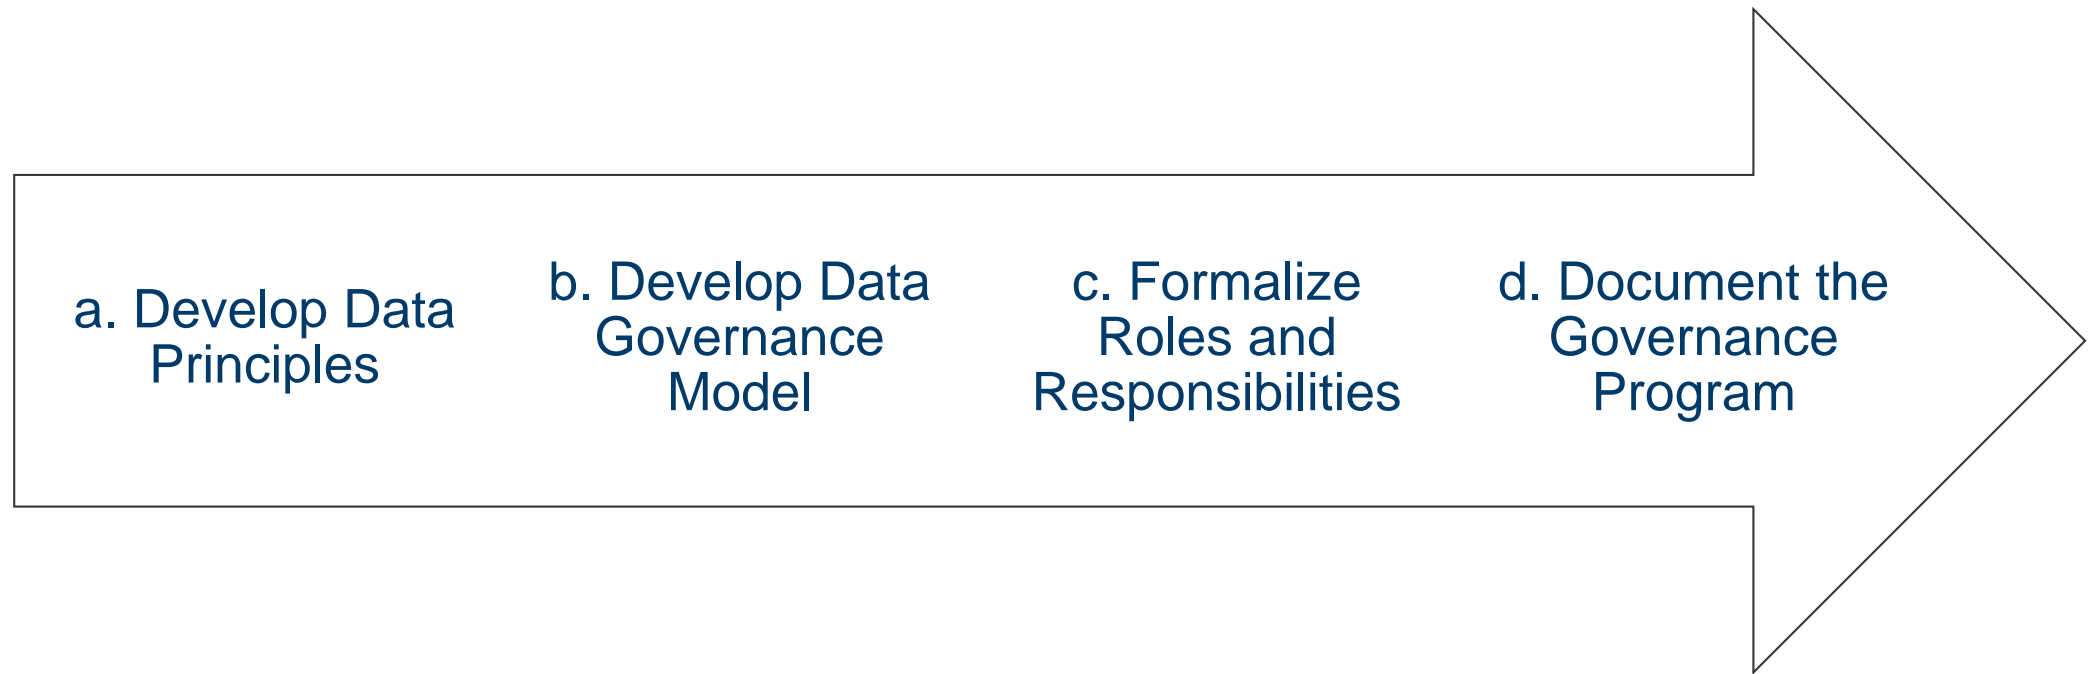 a. Develop Data
Principles
b. Develop Data
Governance
Model
c. Formalize
Roles and
Responsibilities
d. Document the
Governance
Program